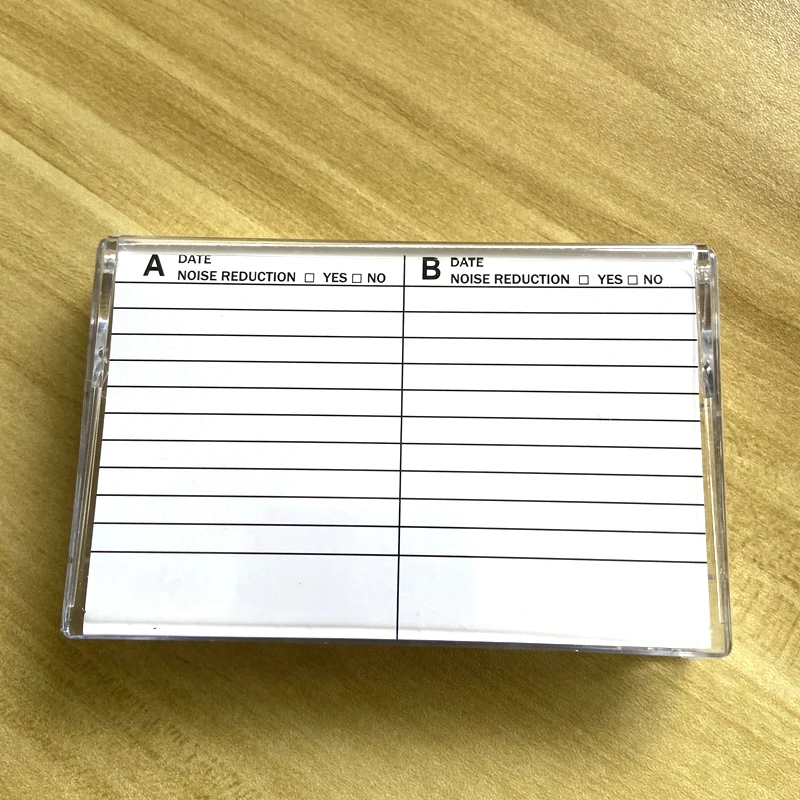 A DATE
NOISE REDUCTION ☐ YES ☐ NO
B DATE
NOISE REDUCTION ☐ YES ☐ NO